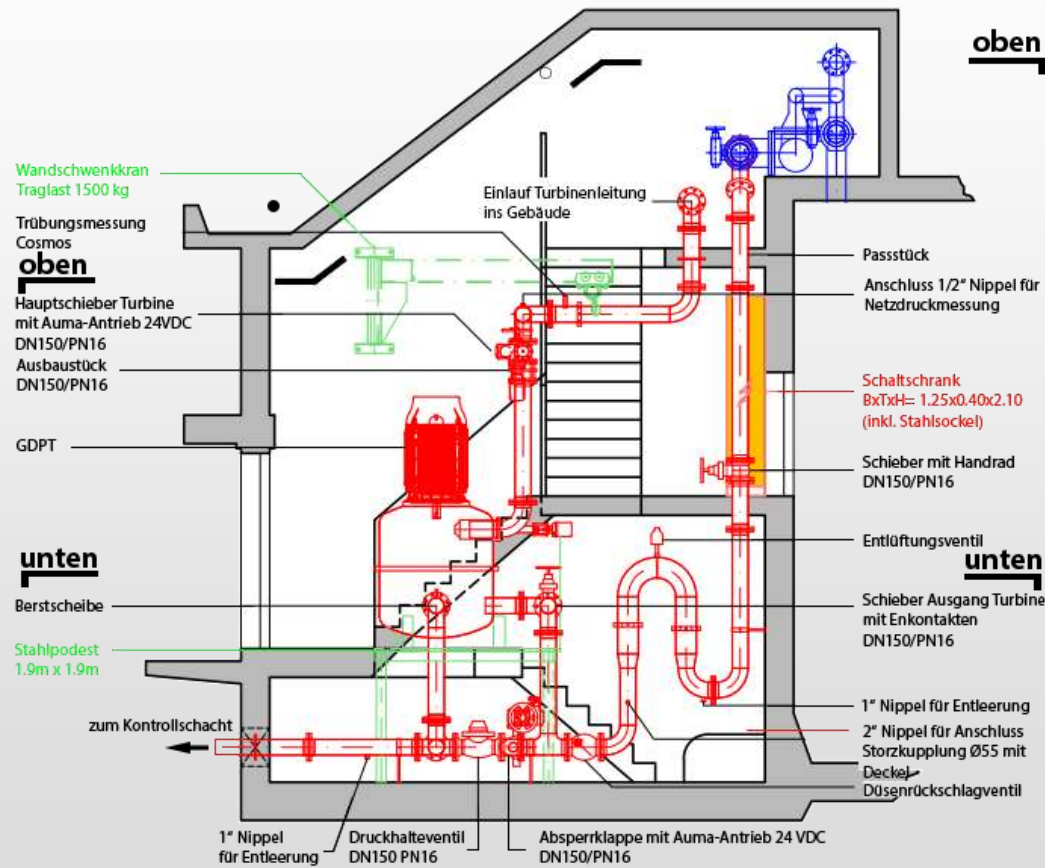 oben
Wandschwenkkran
Traglast 1500 kg
Trübungsmessung
Cosmos
oben
Hauptschieber Turbine
mit Auma-Antrieb 24VDC
DN150/PN16
Ausbaustück
DN150/PN16
GDPT
unten
Berstscheibe
Stahlpodest
1.9m x 1.9m
zum Kontrollschacht
1" Nippel
für Entleerung
Druckhalteventil
DN150 PN16
Absperrklappe mit Auma-Antrieb 24 VDC
DN150/PN16
Einlauf Turbinenleitung
ins Gebäude
Passstück
Anschluss 1/2" Nippel für
Netzdruckmessung
Schaltschrank
BxTxH= 1.25x0.40x2.10
(inkl. Stahlsockel)
Schieber mit Handrad
DN150/PN16
Entlüftungsventil
unten
Schieber Ausgang Turbine
mit Enkontakten
DN150/PN16
1" Nippel für Entleerung
2" Nippel für Anschluss
Storzkupplung Ø55 mit
Deckel
Düsenrückschlagventil